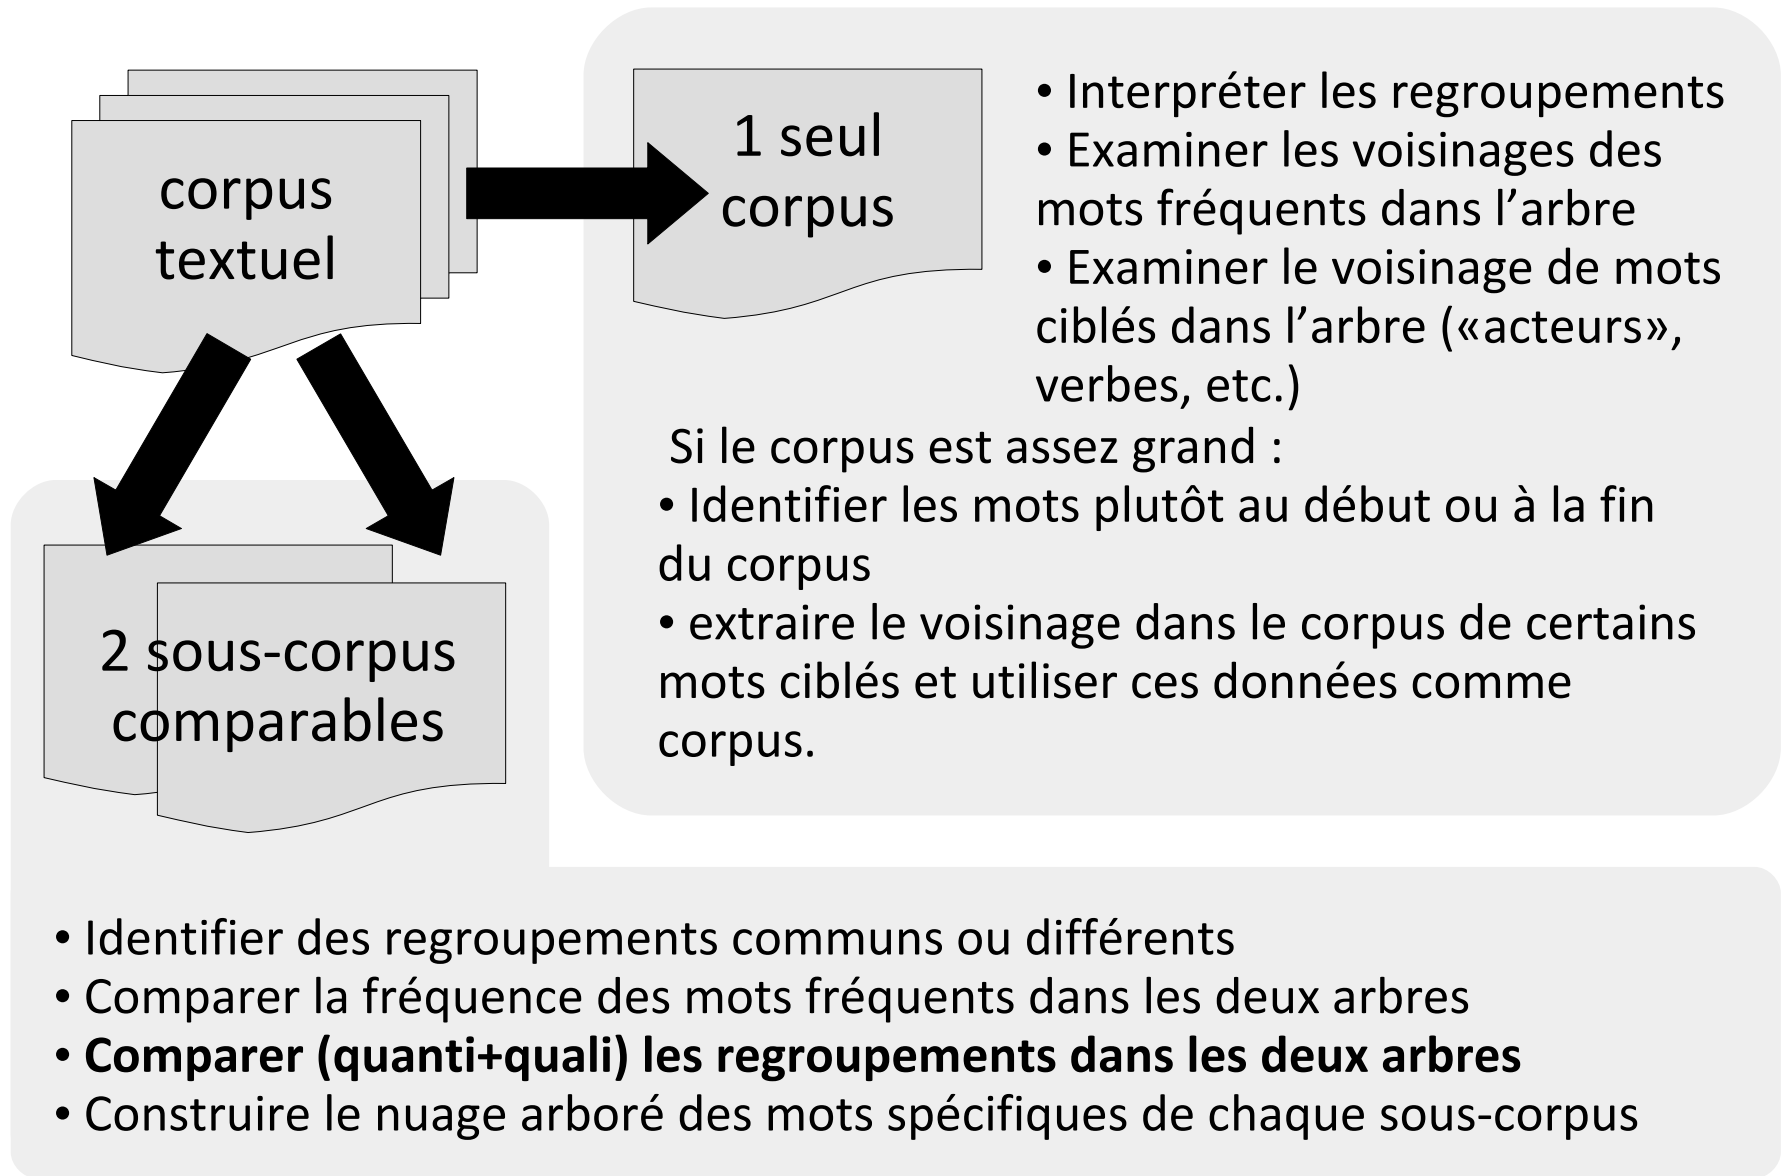 corpus
textuel
1 seul
corpus
• Interpréter les regroupements
• Examiner les voisinages des
mots fréquents dans l’arbre
• Examiner le voisinage de mots
ciblés dans l’arbre («acteurs»,
verbes, etc.)
Si le corpus est assez grand :
• Identifier les mots plutôt au début ou à la fin
du corpus
• extraire le voisinage dans le corpus de certains
mots ciblés et utiliser ces données comme
corpus.
2 sous-corpus
comparables
• Identifier des regroupements communs ou différents
• Comparer la fréquence des mots fréquents dans les deux arbres
• Comparer (quanti+quali) les regroupements dans les deux arbres
• Construire le nuage arboré des mots spécifiques de chaque sous-corpus